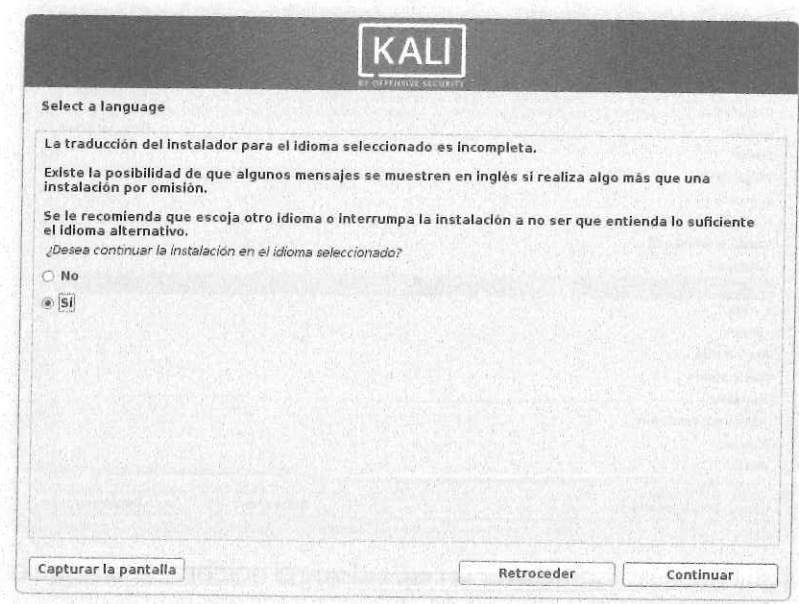 KALI
BY OFFENSIVE SECURITY
Select a language
La traducción del instalador para el idioma seleccionado es incompleta.
Existe la posibilidad de que algunos mensajes se muestren en inglés si realiza algo más que una
instalación por omisión.
Se le recomienda que escoja otro idioma o interrumpa la instalación a no ser que entienda lo suficiente
el idioma alternativo.
¿Desea continuar la instalación en el idioma seleccionado?
No
Sí
Capturar la pantalla
Retroceder
Continuar